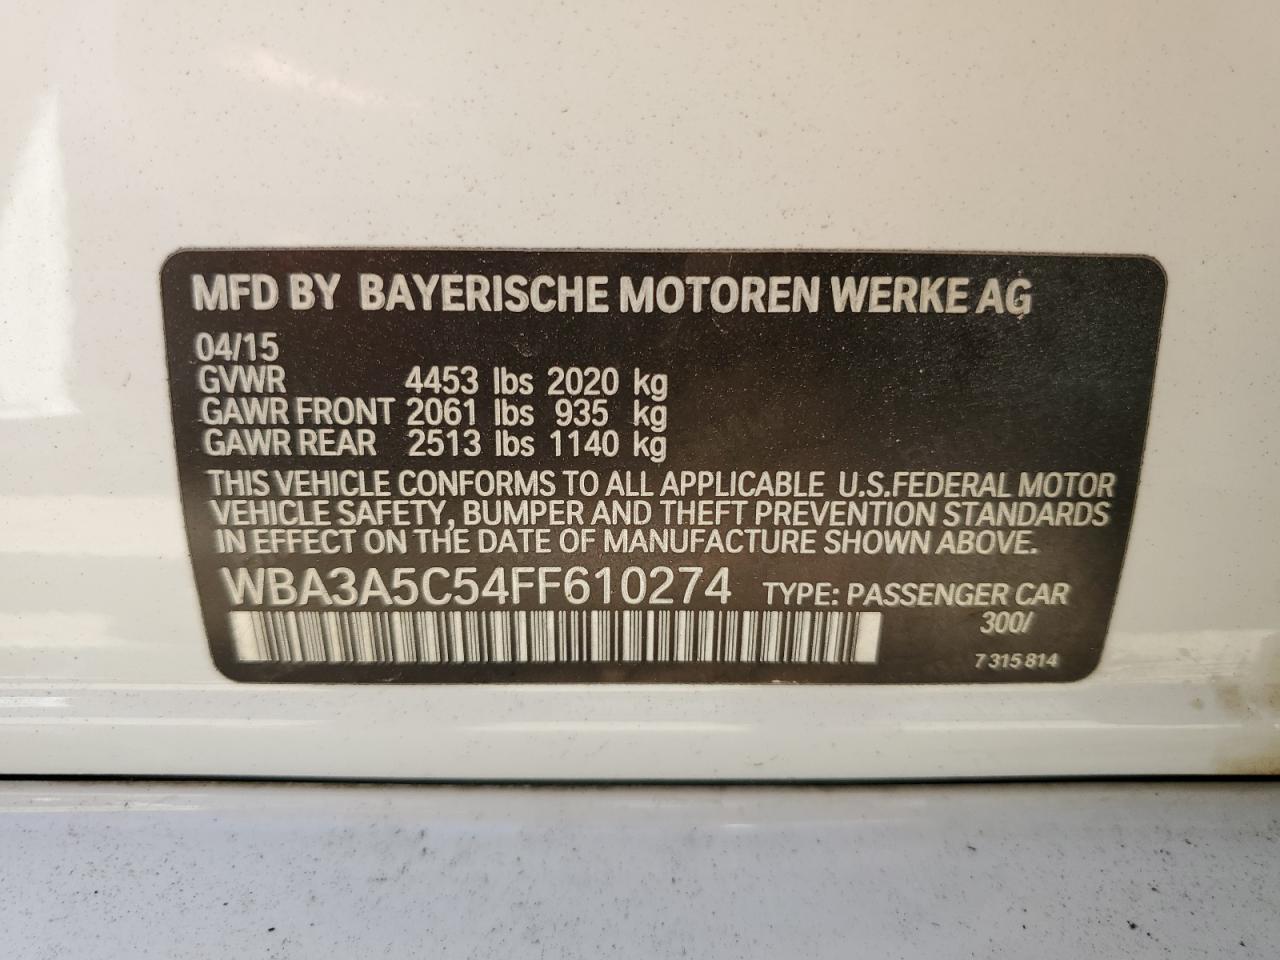 MFD BY BAYERISCHE MOTOREN WERKE AG
04/15
GVWR 4453 lbs 2020 kg
GAWR FRONT 2061 lbs 935 kg
GAWR REAR 2513 lbs 1140 kg
THIS VEHICLE CONFORMS TO ALL APPLICABLE U.S.FEDERAL MOTOR
VEHICLE SAFETY, BUMPER AND THEFT PREVENTION STANDARDS
IN EFFECT ON THE DATE OF MANUFACTURE SHOWN ABOVE.
WBA3A5C54FF610274 TYPE: PASSENGER CAR
300/
7 315 814